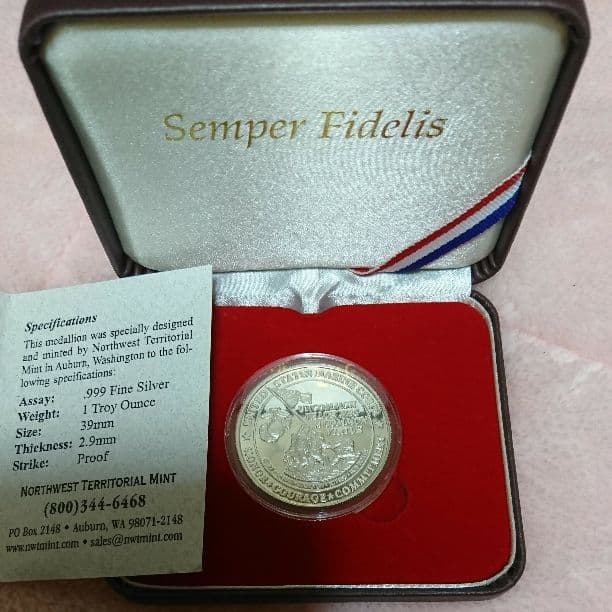 Semper Fidelis
Specifications
This medallion was specially designed
and minted by Northwest Territorial
Mint in Auburn, Washington to the fol-
lowing specifications:
Assay: .999 Fine Silver
Weight: 1 Troy Ounce
Size: 39mm
Thickness: 2.9mm
Strike: Proof
NORTHWEST TERRITORIAL MINT
(800)344-6468
PO Box 2148 • Auburn, WA 98071-2148
www.nwtmint.com • sales@nwtmint.com
UNITED STATES MARINE
HONOR★COURAGE★COMMITMENT